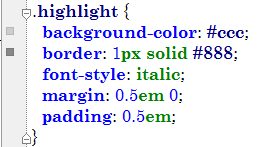 .highlight {
background-color: #ccc;
border: 1px solid #888;
font-style: italic;
margin: 0.5em 0;
padding: 0.5em;
}